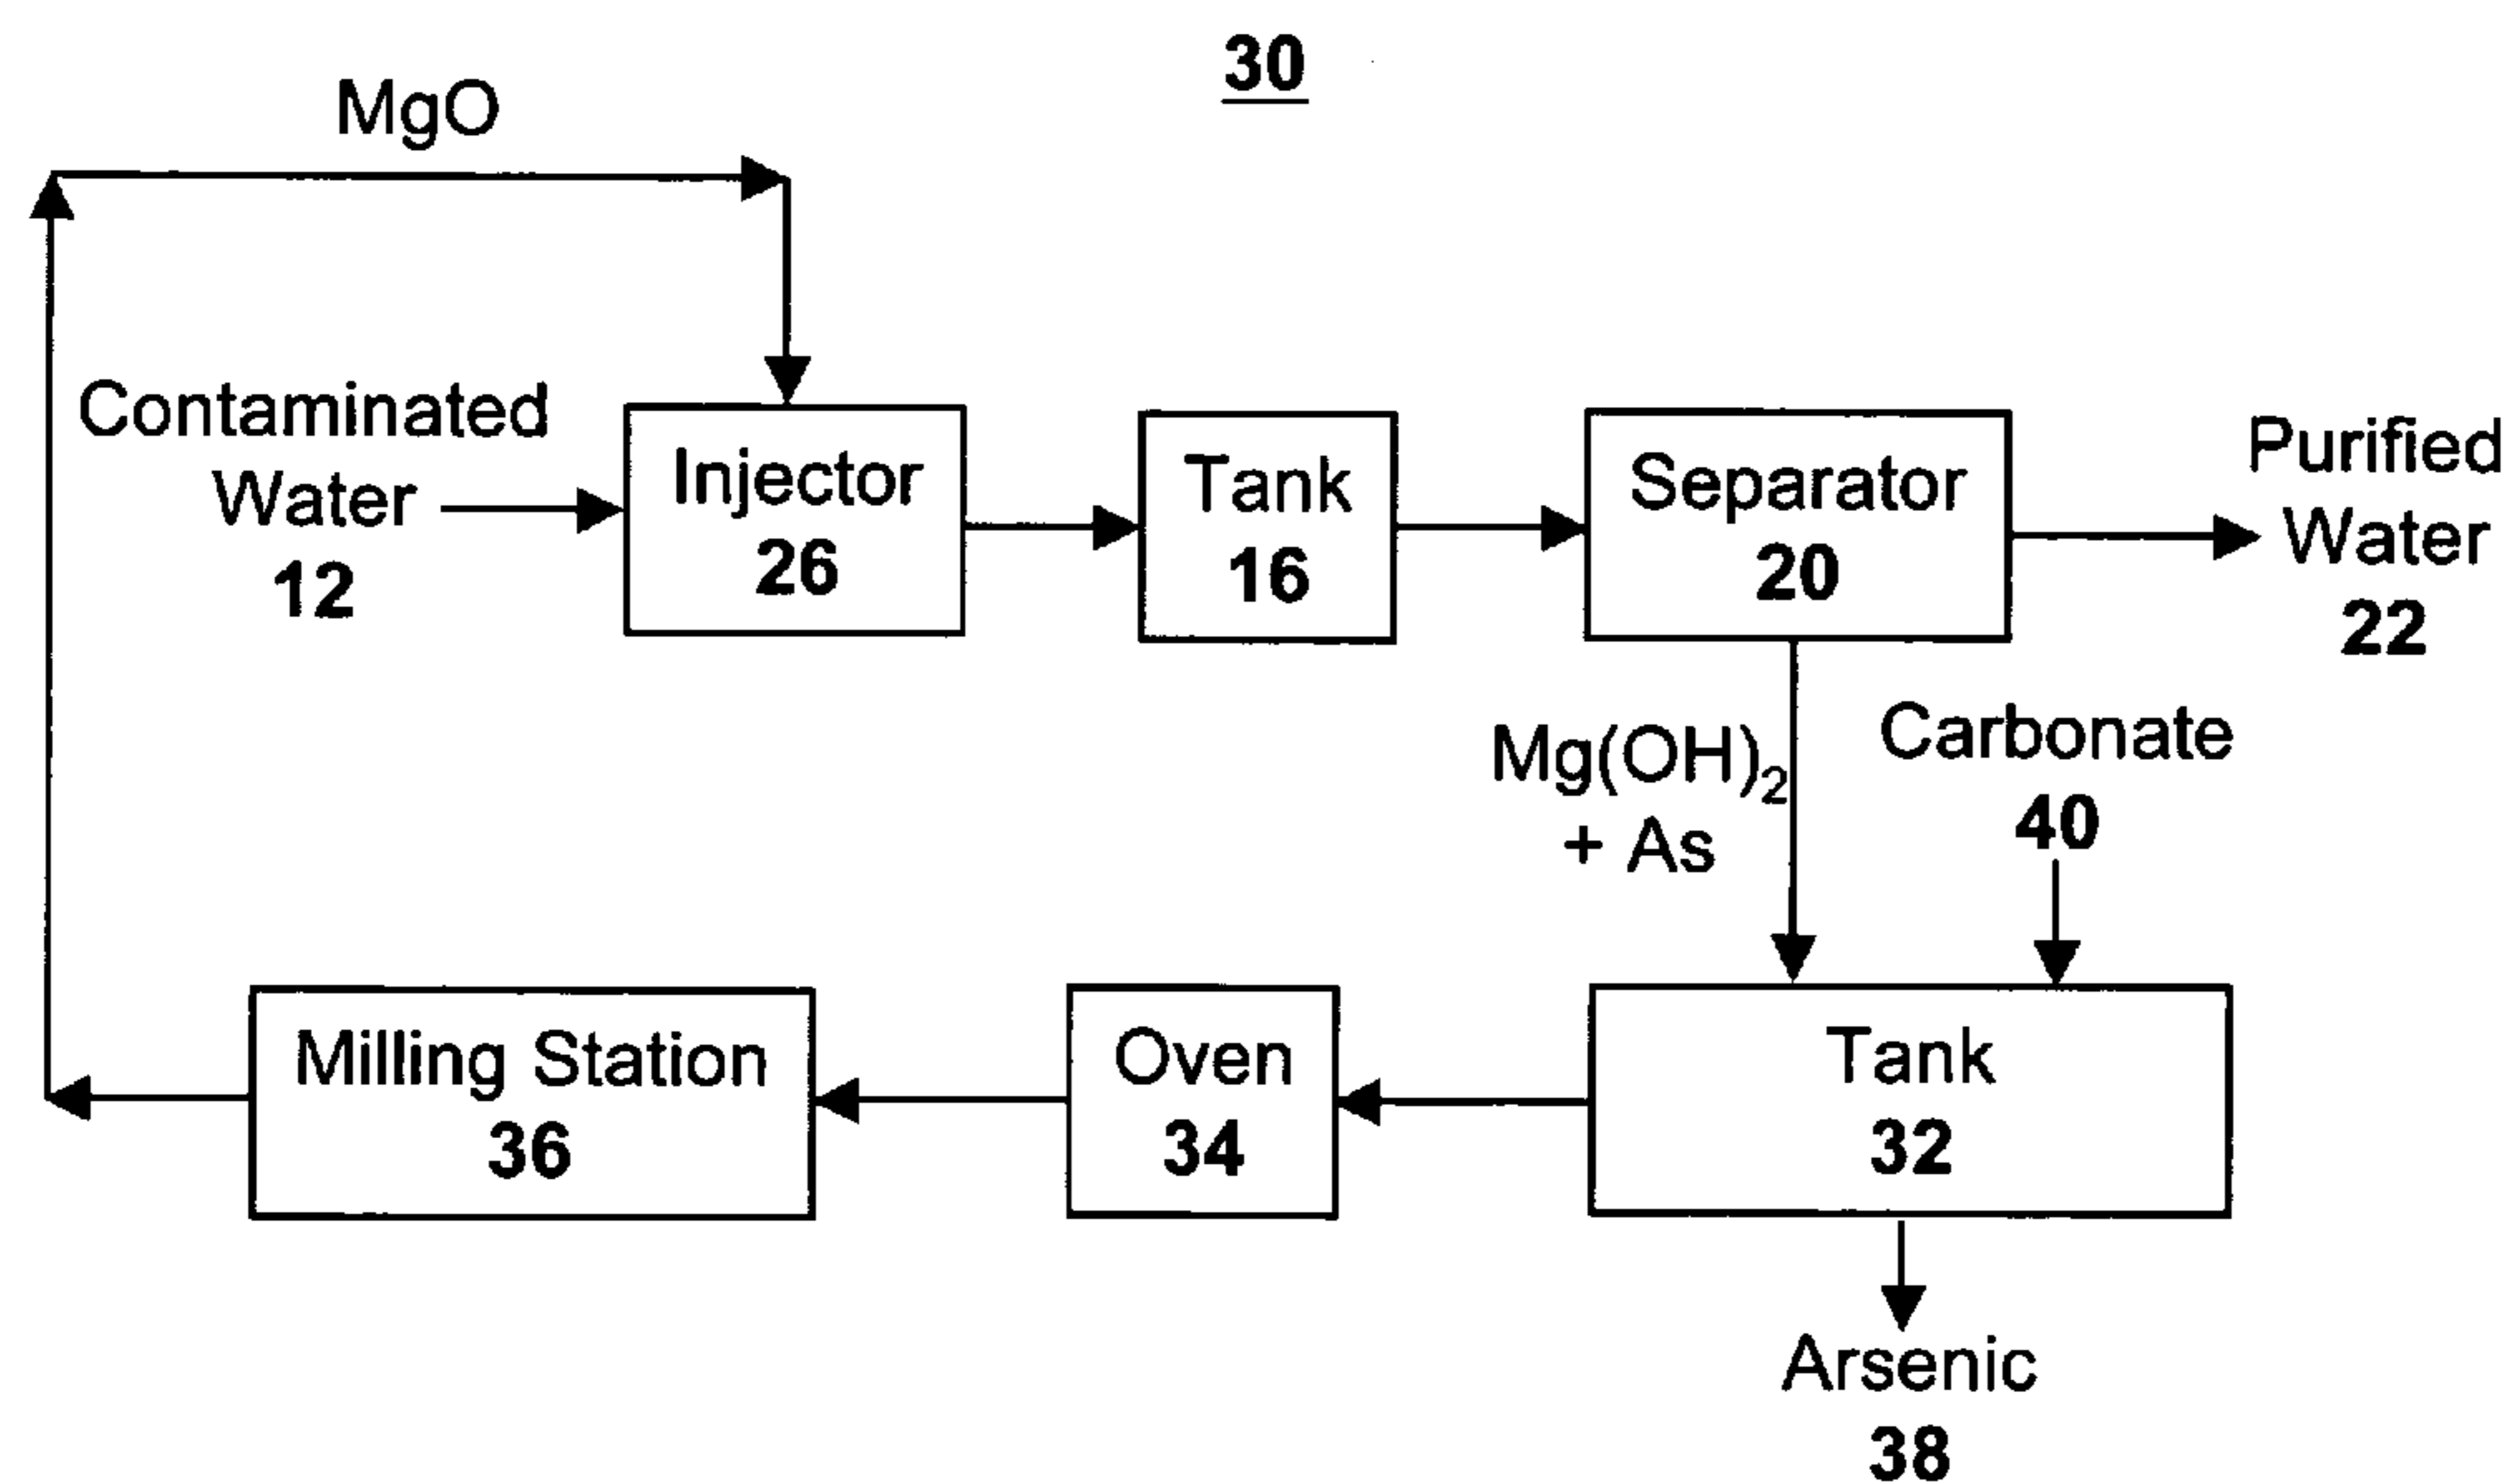 30
MgO
Contaminated
Water
12
Injector
26
Tank
16
Separator
20
Purified
Water
22
Mg(OH)₂
+ As
Carbonate
40
Milling Station
36
Oven
34
Tank
32
Arsenic
38